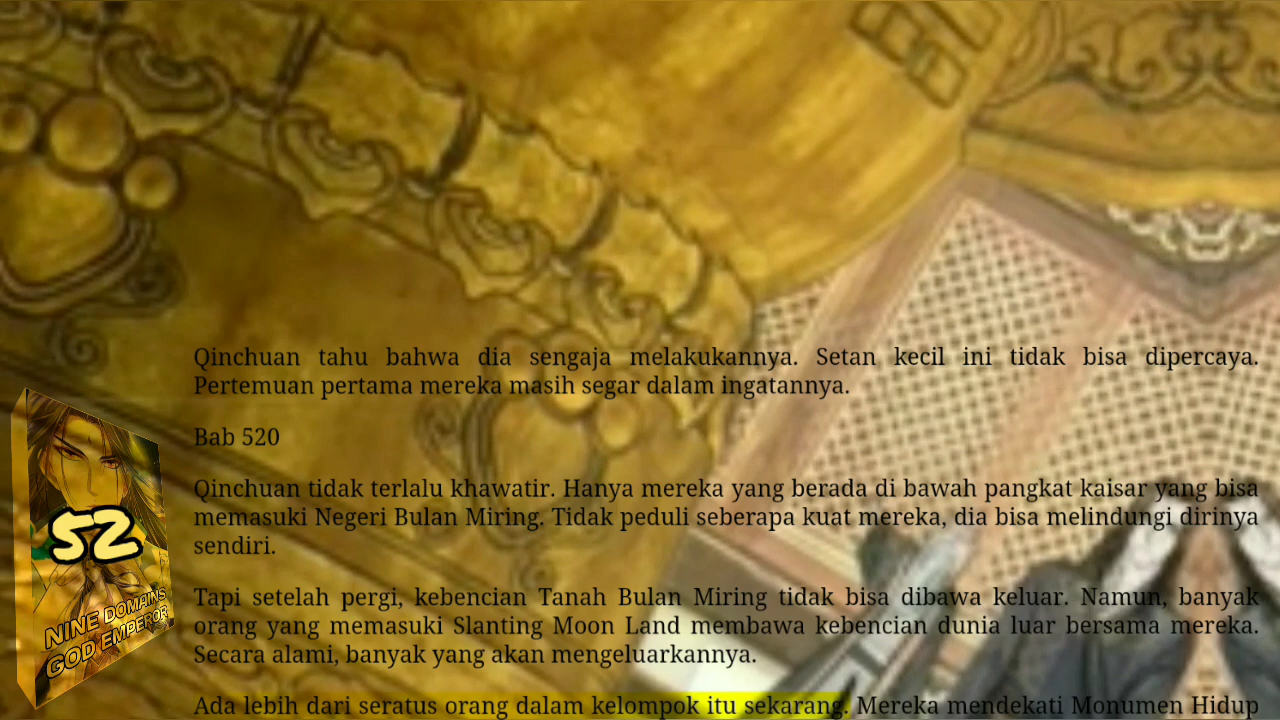 Qinchuan tahu bahwa dia sengaja melakukannya. Setan kecil ini tidak bisa dipercaya.
Pertemuan pertama mereka masih segar dalam ingatannya.
Bab 520
Qinchuan tidak terlalu khawatir. Hanya mereka yang berada di bawah pangkat kaisar yang bisa
memasuki Negeri Bulan Miring. Tidak peduli seberapa kuat mereka, dia bisa melindungi dirinya
sendiri.
Tapi setelah pergi, kebencian Tanah Bulan Miring tidak bisa dibawa keluar. Namun, banyak
orang yang memasuki Slanting Moon Land membawa kebencian dunia luar bersama mereka.
Secara alami, banyak yang akan mengeluarkannya.
Ada lebih dari seratus orang dalam kelompok itu sekarang. Mereka mendekati Monumen Hidup
52
NINE DOMAINS
GOD EMPEROR